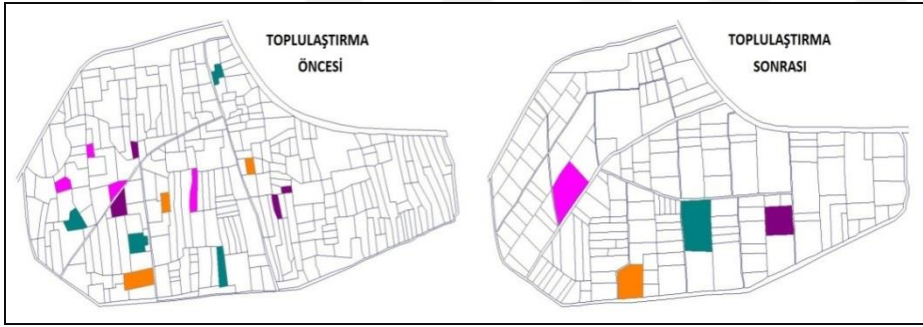 TOPLULAŞTIRMA
ÖNCESİ
TOPLULAŞTIRMA
SONRASI